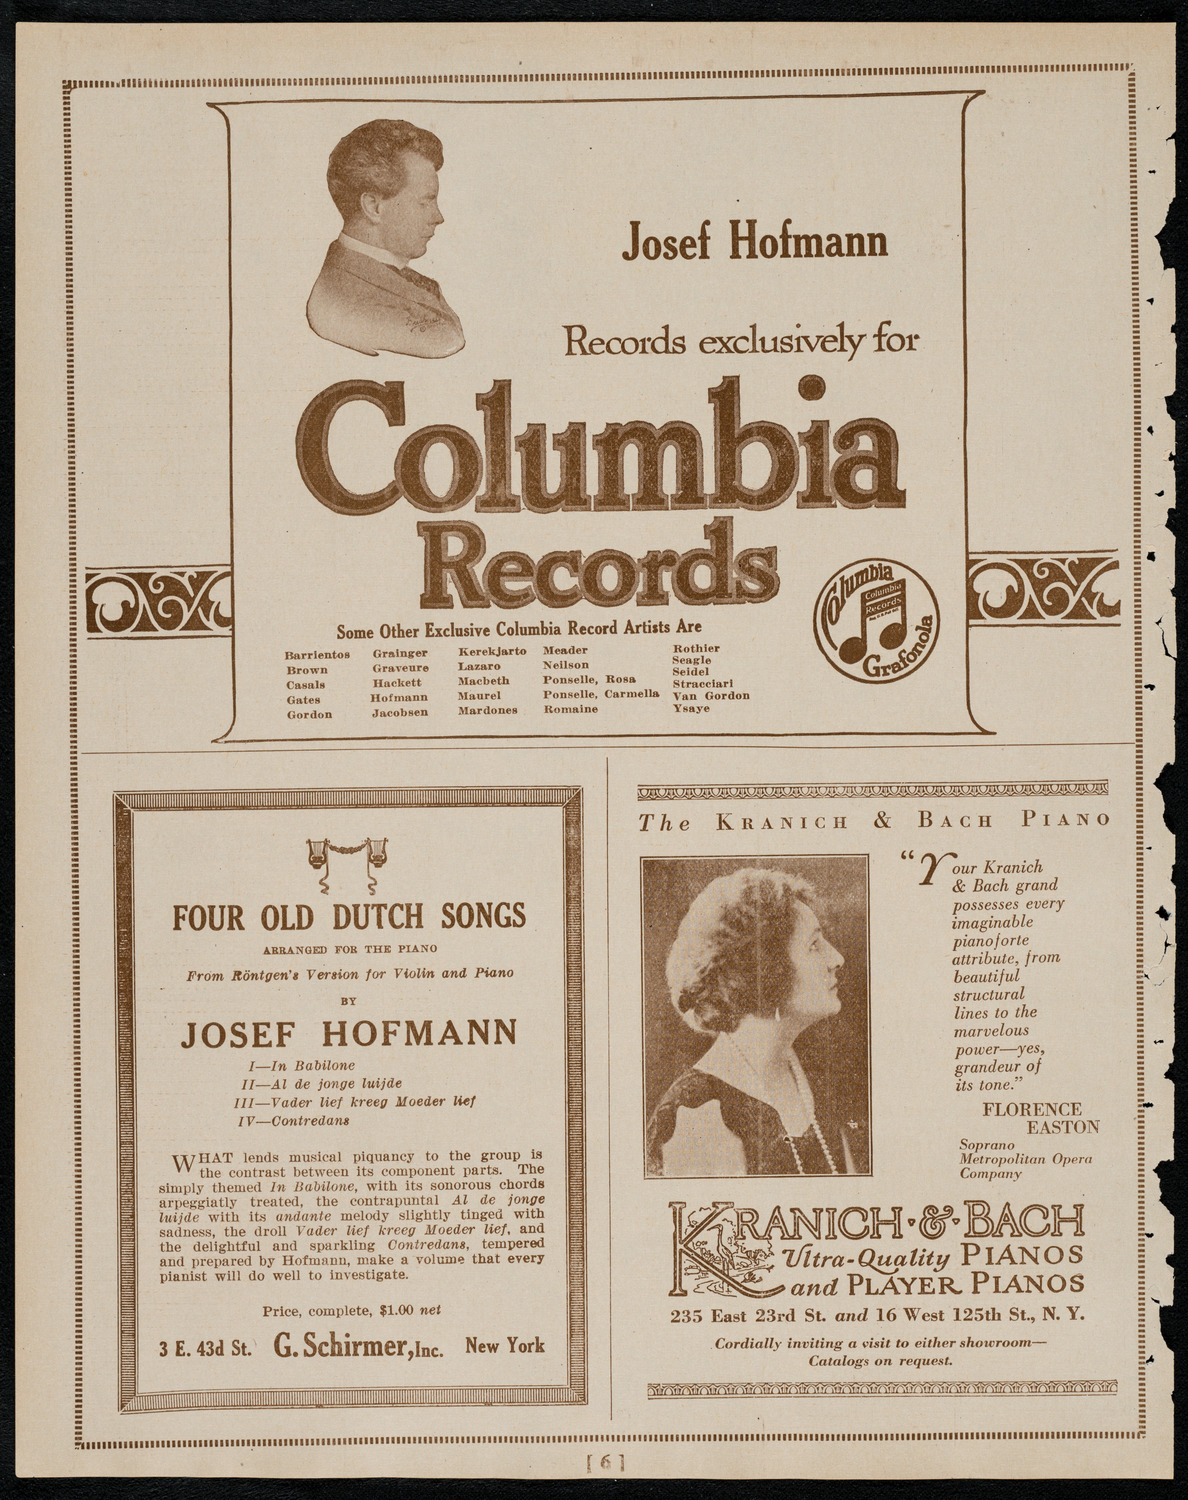 Josef Hofmann
Records exclusively for
Columbia
Records
Columbia
Columbia
Records
Grafonola
Some Other Exclusive Columbia Record Artists Are
Barrientos
Brown
Casals
Gates
Gordon
Grainger
Graveure
Hackett
Hofmann
Jacobsen
Kerekjarto
Lazaro
Macbeth
Maurel
Mardones
Meader
Neilson
Ponselle, Rosa
Ponselle, Carmella
Romaine
Rothier
Seagle
Seidel
Stracciari
Van Gordon
Ysaye
FOUR OLD DUTCH SONGS
ARRANGED FOR THE PIANO
From Röntgen's Version for Violin and Piano
BY
JOSEF HOFMANN
I—In Babilone
II—Al de jonge luijde
III—Vader lief kreeg Moeder lief
IV—Contredans
WHAT lends musical piquancy to the group is
the contrast between its component parts. The
simply themed In Babilone, with its sonorous chords
arpeggiatly treated, the contrapuntal Al de jonge
luijde with its andante melody slightly tinged with
sadness, the droll Vader lief kreeg Moeder lief, and
the delightful and sparkling Contredans, tempered
and prepared by Hofmann, make a volume that every
pianist will do well to investigate.
Price, complete, $1.00 net
3 E. 43d St. G. Schirmer, Inc. New York
The KRANICH & BACH PIANO
"Your Kranich
& Bach grand
possesses every
imaginable
pianoforte
attribute, from
beautiful
structural
lines to the
marvelous
power—yes,
grandeur of
its tone."
FLORENCE
EASTON
Soprano
Metropolitan Opera
Company
KRANICH·&·BACH
Ultra-Quality PIANOS
and PLAYER PIANOS
235 East 23rd St. and 16 West 125th St., N. Y.
Cordially inviting a visit to either showroom—
Catalogs on request.
[ 6 ]